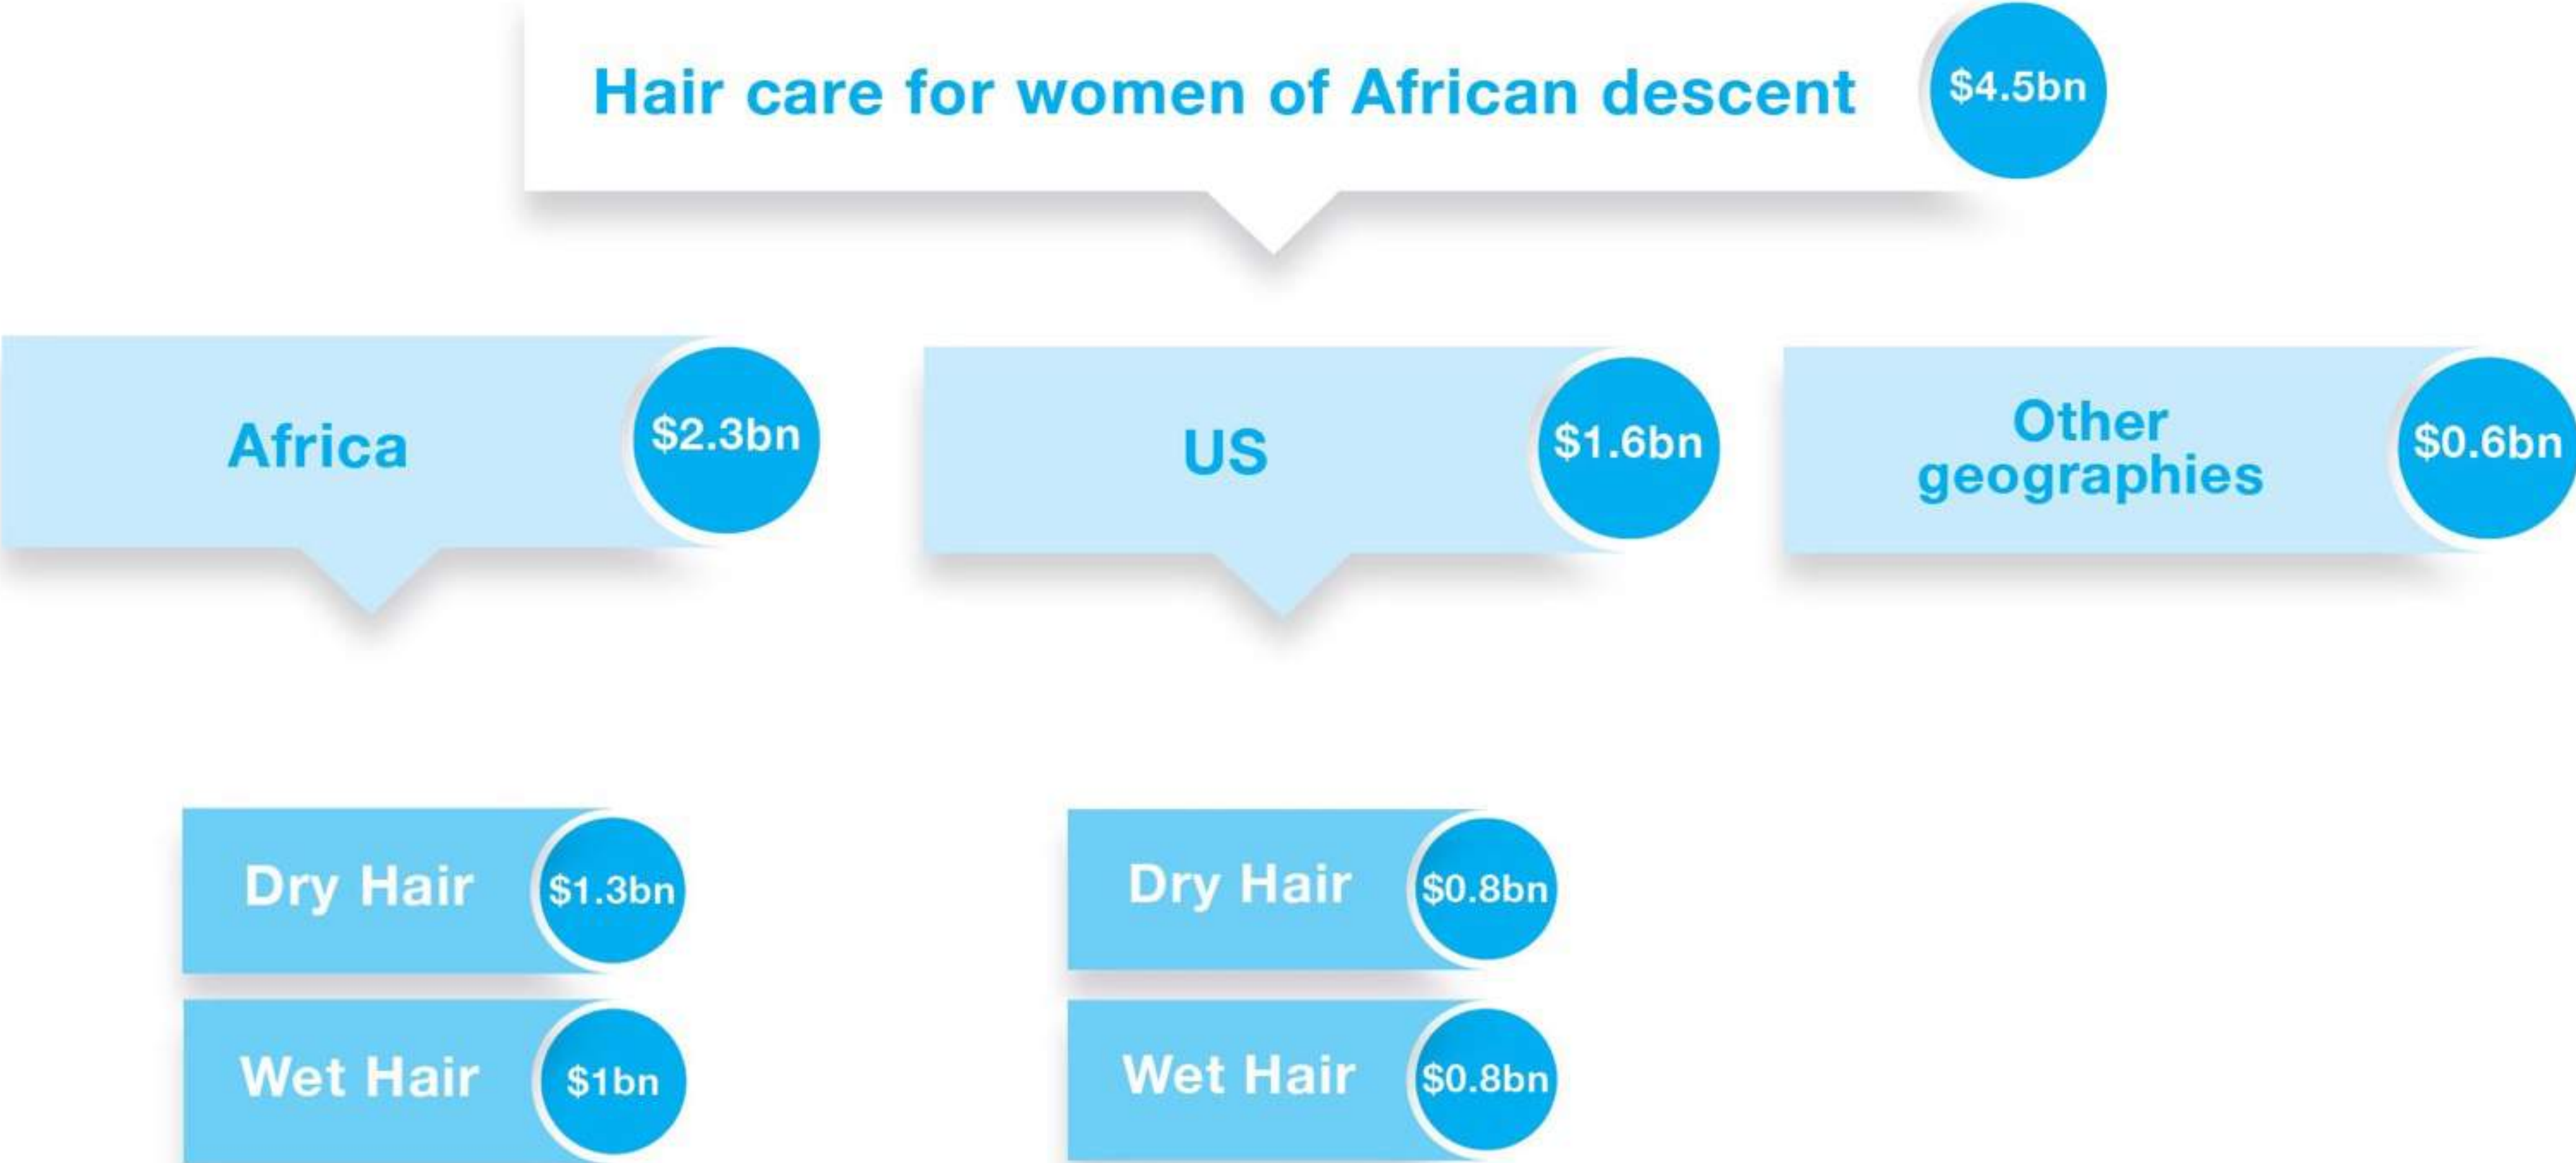 Hair care for women of African descent
$4.5bn
Africa
$2.3bn
US
$1.6bn
Other
geographies
$0.6bn
Dry Hair
$1.3bn
Wet Hair
$1bn
Dry Hair
$0.8bn
Wet Hair
$0.8bn